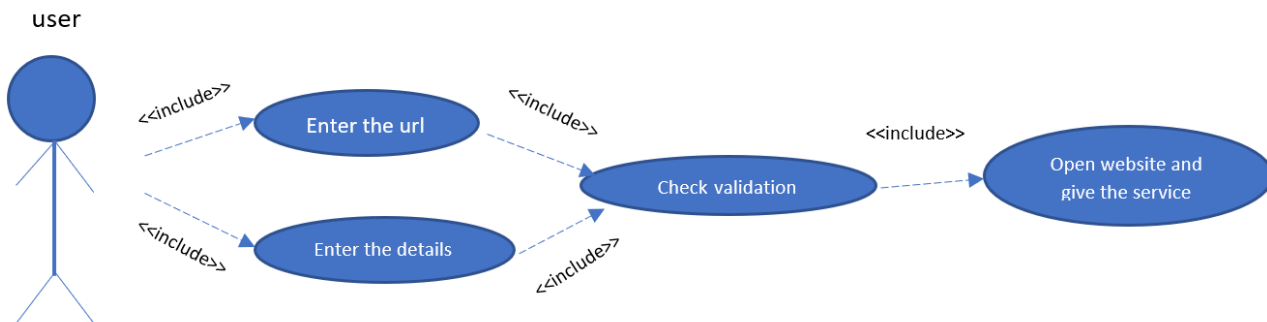 user
<<include>>
<<include>>
Enter the url
<<include>>
Open website and
give the service
Check validation
Enter the details
<<include>>
<<include>>